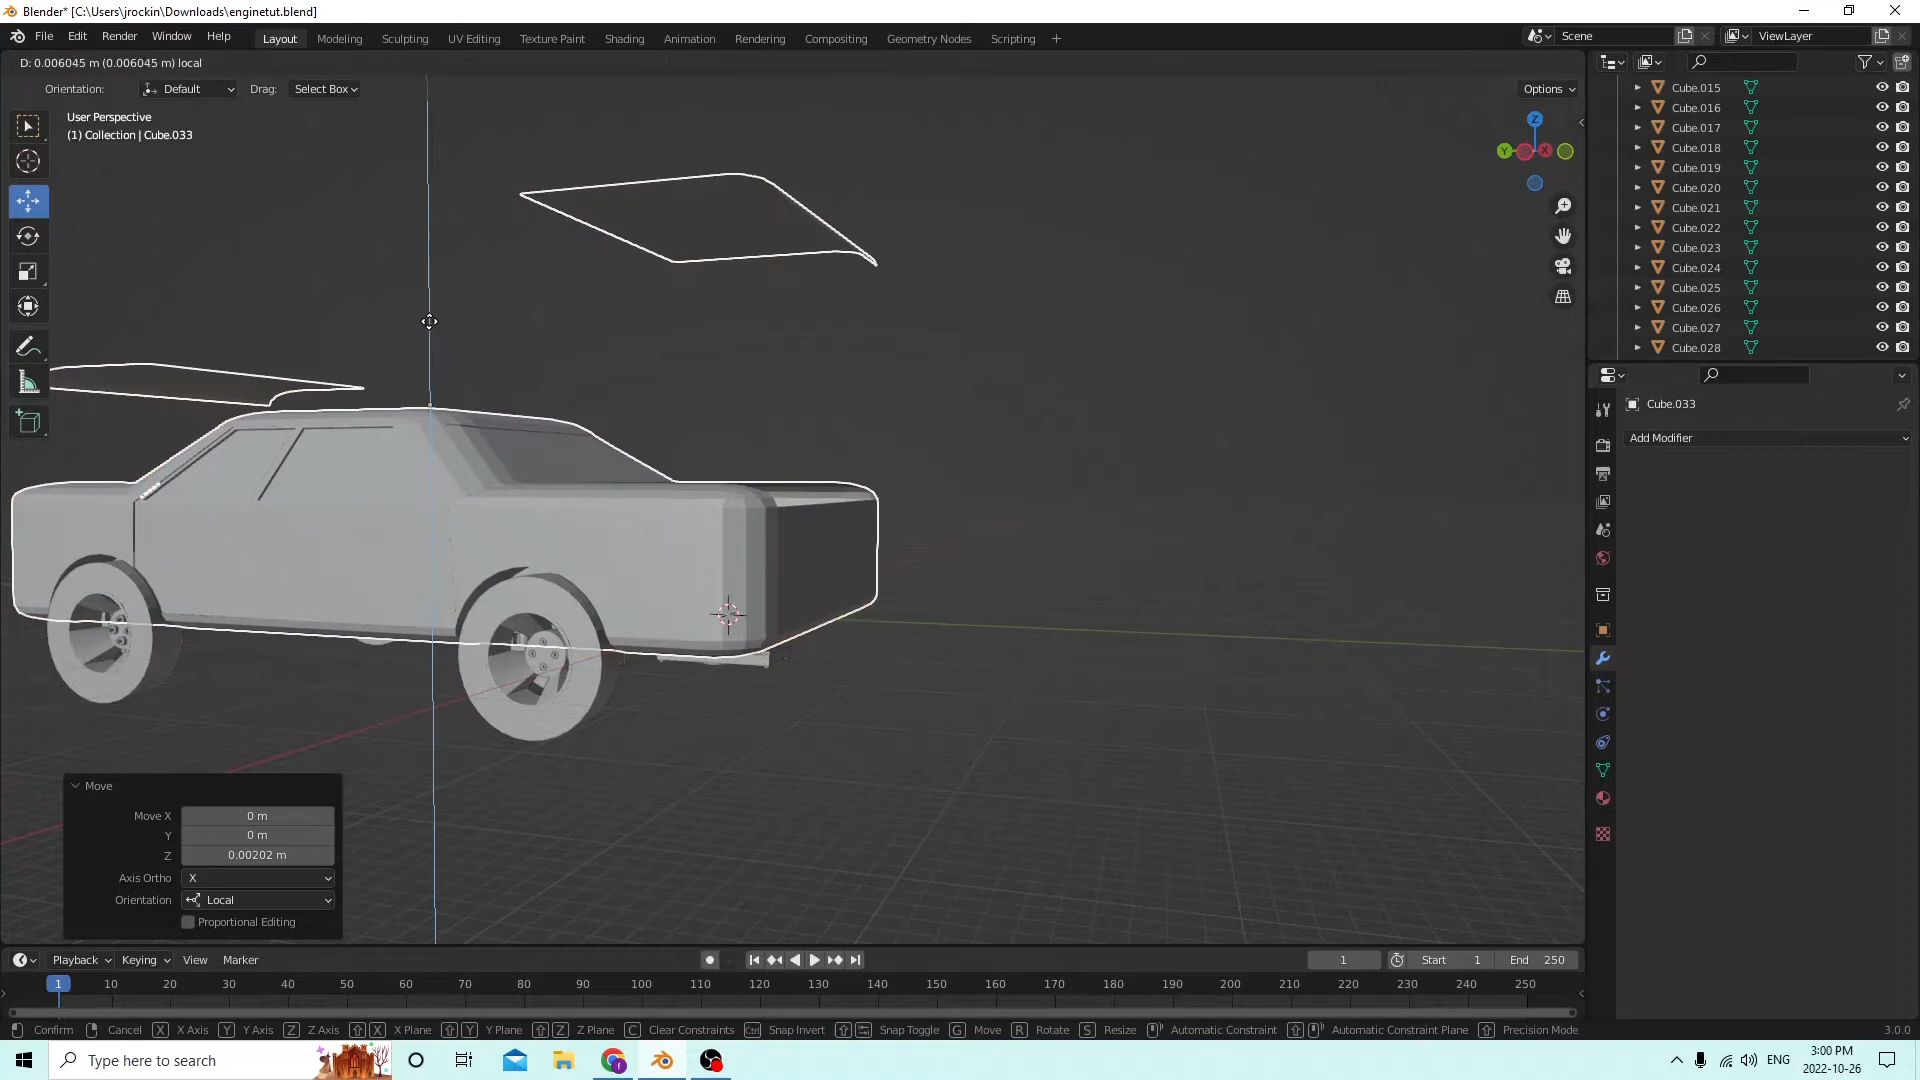 Blender* [C:\Users\jrockin\Downloads\enginetut.blend]
File Edit Render Window Help Layout Modeling Sculpting UV Editing Texture Paint Shading Animation Rendering Compositing Geometry Nodes Scripting Scene ViewLayer
D: 0.006045 m (0.006045 m) local
Orientation: Default Drag: Select Box Options
User Perspective
(1) Collection | Cube.033
Z
Y X
Cube.015
Cube.016
Cube.017
Cube.018
Cube.019
Cube.020
Cube.021
Cube.022
Cube.023
Cube.024
Cube.025
Cube.026
Cube.027
Cube.028
Cube.033
Add Modifier
Move
Move X 0 m
Y 0 m
Z 0.00202 m
Axis Ortho X
Orientation Local
Proportional Editing
Playback Keying View Marker 1 Start 1 End 250
1 10 20 30 40 50 60 70 80 90 100 110 120 130 140 150 160 170 180 190 200 210 220 230 240 250
Confirm Cancel X X Axis Y Y Axis Z Z Axis X X Plane Y Y Plane Z Z Plane C Clear Constraints Ctrl Snap Invert Snap Toggle G Move R Rotate S Resize Automatic Constraint Automatic Constraint Plane Precision Mode 3.0.0
Type here to search ENG 3:00 PM
2022-10-26